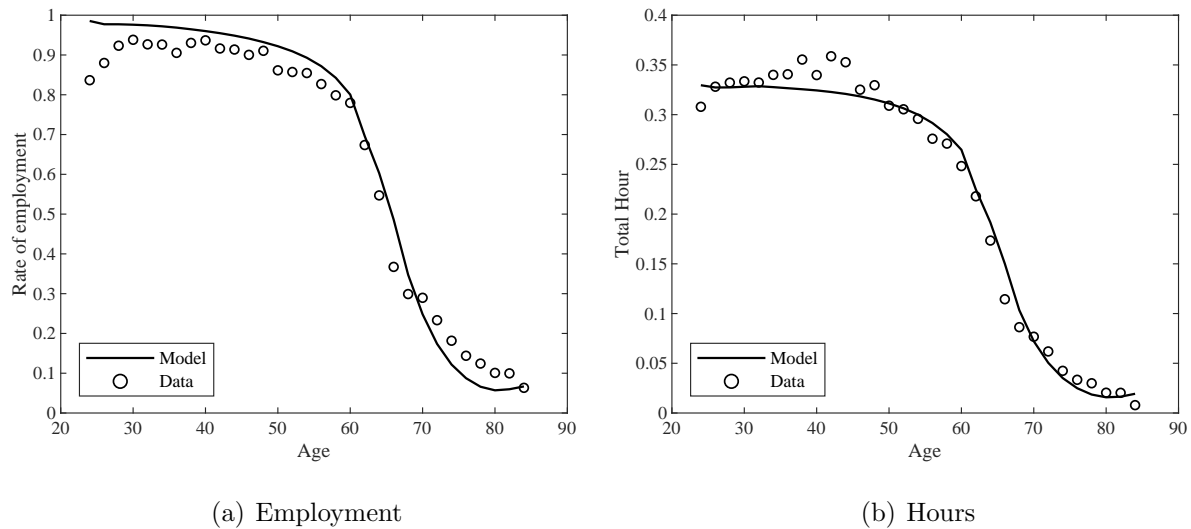 Rate of employment
1
0.9
0.8
0.7
0.6
0.5
0.4
0.3
0.2
0.1
0
Model
Data
20 30 40 50 60 70 80 90
Age
(a) Employment
Total Hour
0.4
0.35
0.3
0.25
0.2
0.15
0.1
0.05
0
Model
Data
20 30 40 50 60 70 80 90
Age
(b) Hours